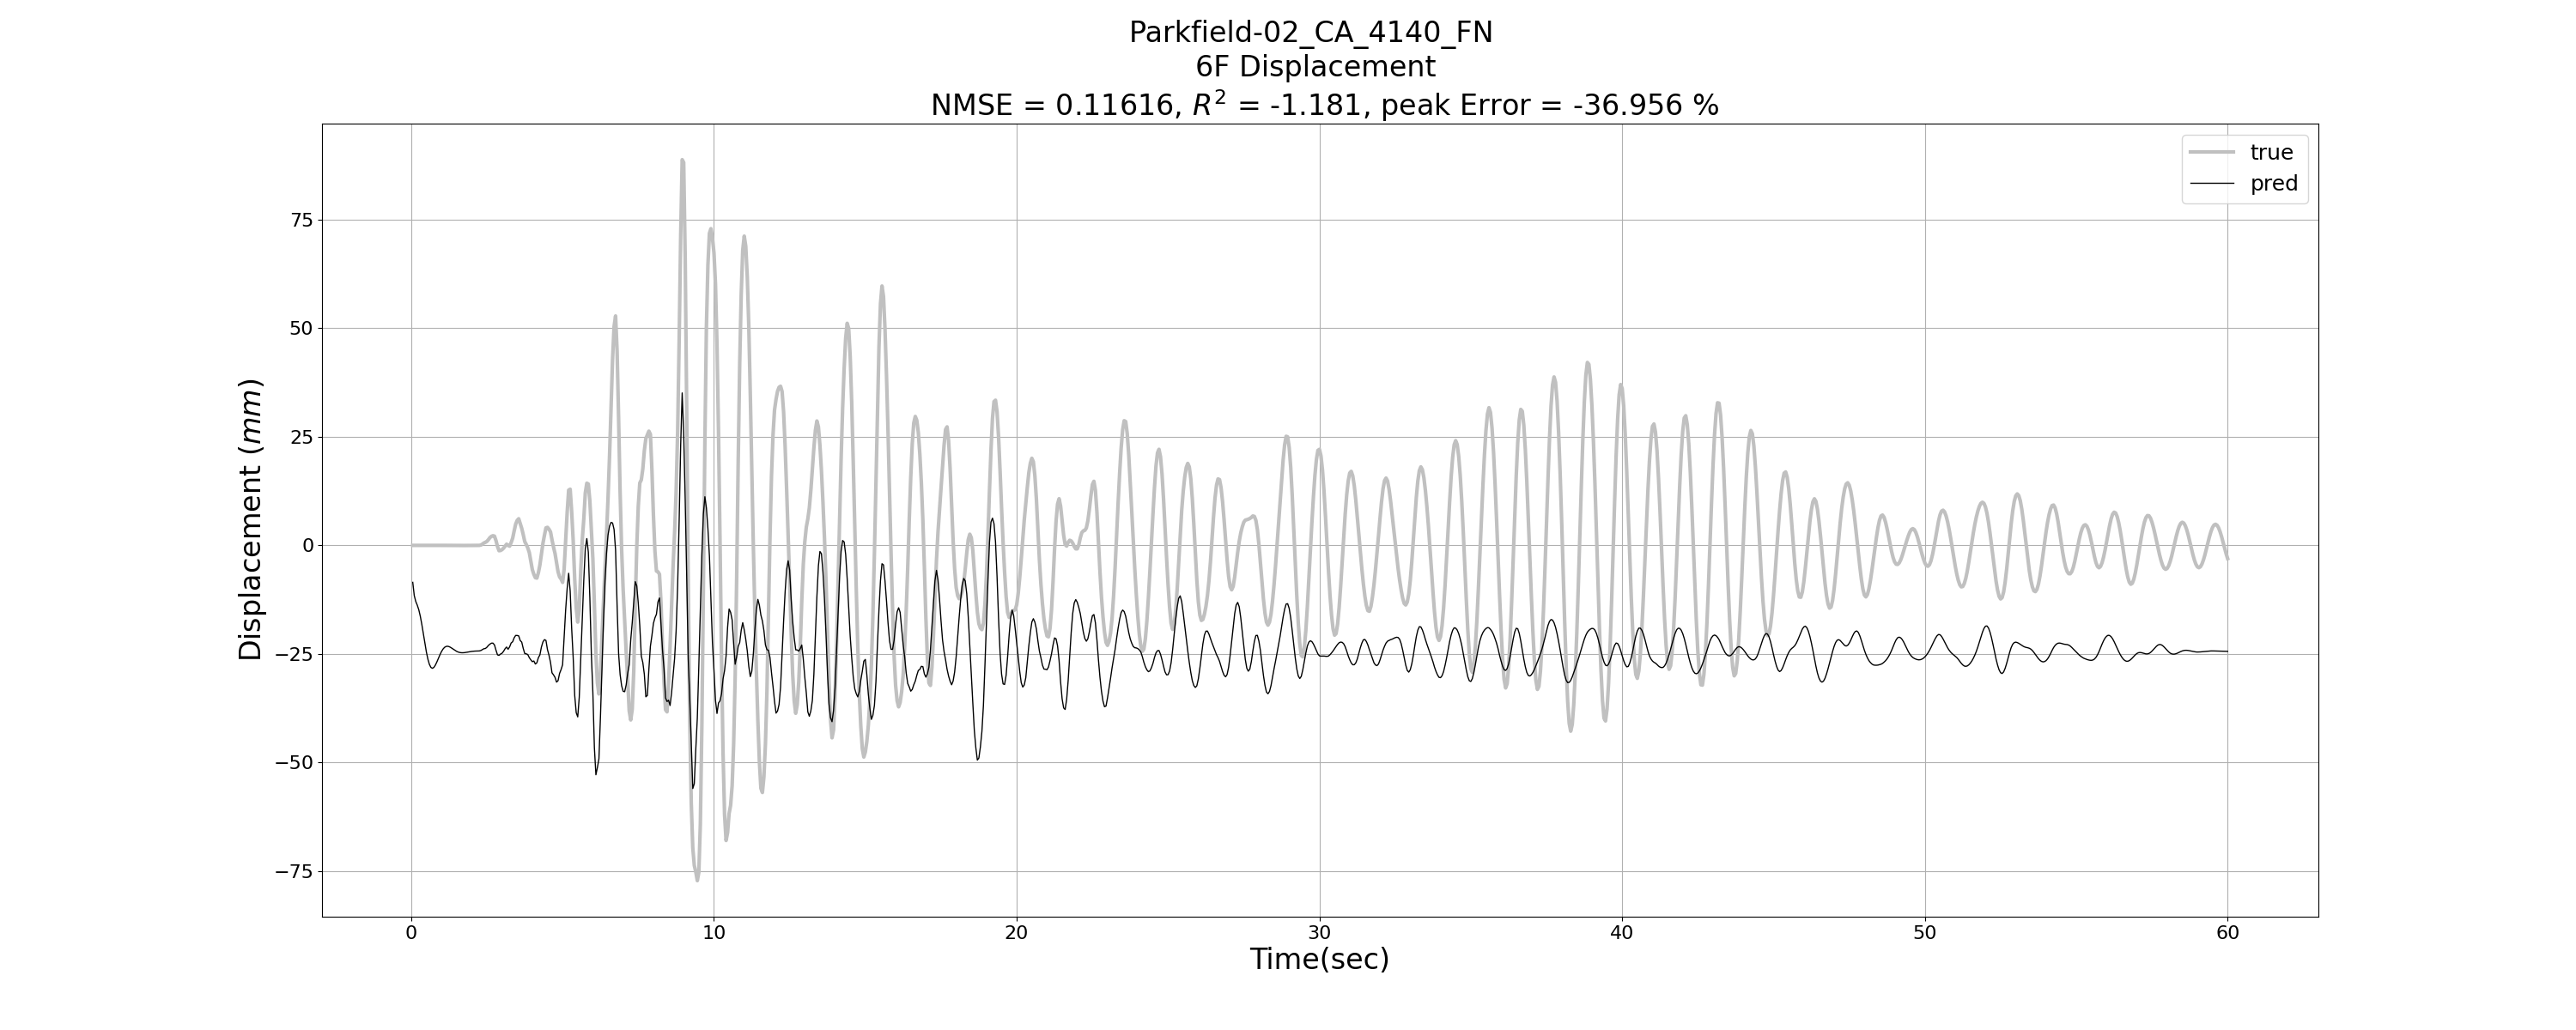 Parkfield-02_CA_4140_FN
6F Displacement
NMSE = 0.11616, R² = -1.181, peak Error = -36.956 %
true
pred
Displacement (mm)
75
50
25
0
−25
−50
−75
0 10 20 30 40 50 60
Time(sec)